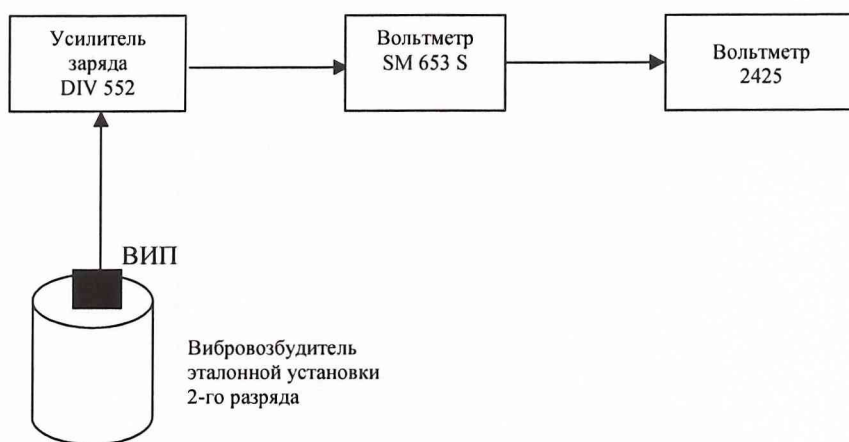 Усилитель
заряда
DIV 552
Вольтметр
SM 653 S
Вольтметр
2425
ВИП
Вибровозбудитель
эталонной установки
2-го разряда